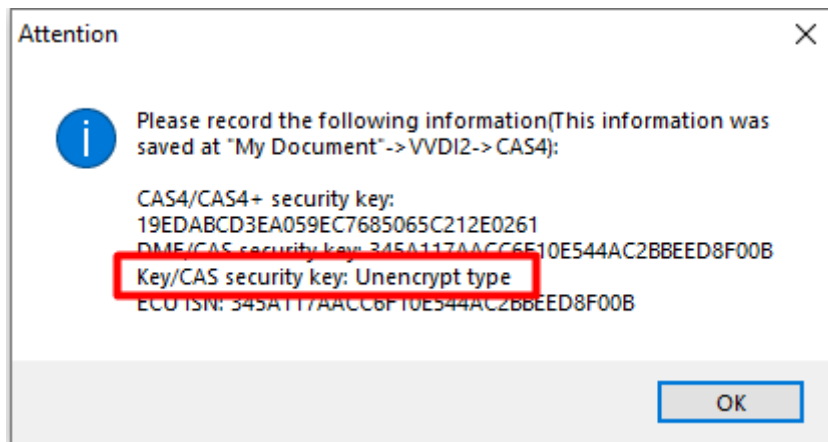 Attention
Please record the following information(This information was
saved at "My Document"->VVDI2->CAS4):
CAS4/CAS4+ security key:
19EDABCD3EA059EC7685065C212E0261
DME/CAS security key: 345A117AACC6F10E544AC2BBEED8F00B
Key/CAS security key: Unencrypt type
ECU ISN: 345A117AACC6F10E544AC2BBEED8F00B
OK